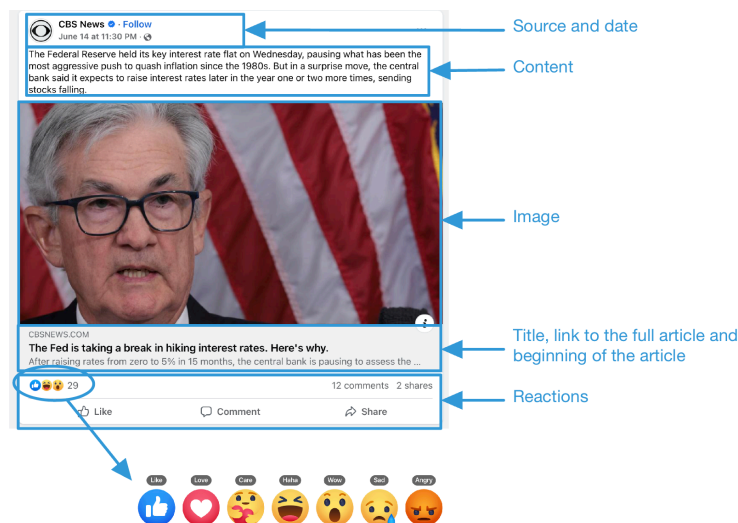 CBS News · Follow
June 14 at 11:30 PM ·
Source and date
The Federal Reserve held its key interest rate flat on Wednesday, pausing what has been the
most aggressive push to quash inflation since the 1980s. But in a surprise move, the central
bank said it expects to raise interest rates later in the year one or two more times, sending
stocks falling.
Content
Image
i
CBSNEWS.COM
The Fed is taking a break in hiking interest rates. Here's why.
After raising rates from zero to 5% in 15 months, the central bank is pausing to assess the ...
Title, link to the full article and
beginning of the article
29
12 comments 2 shares
Reactions
Like Comment Share
Like Love Care Haha Wow Sad Angry